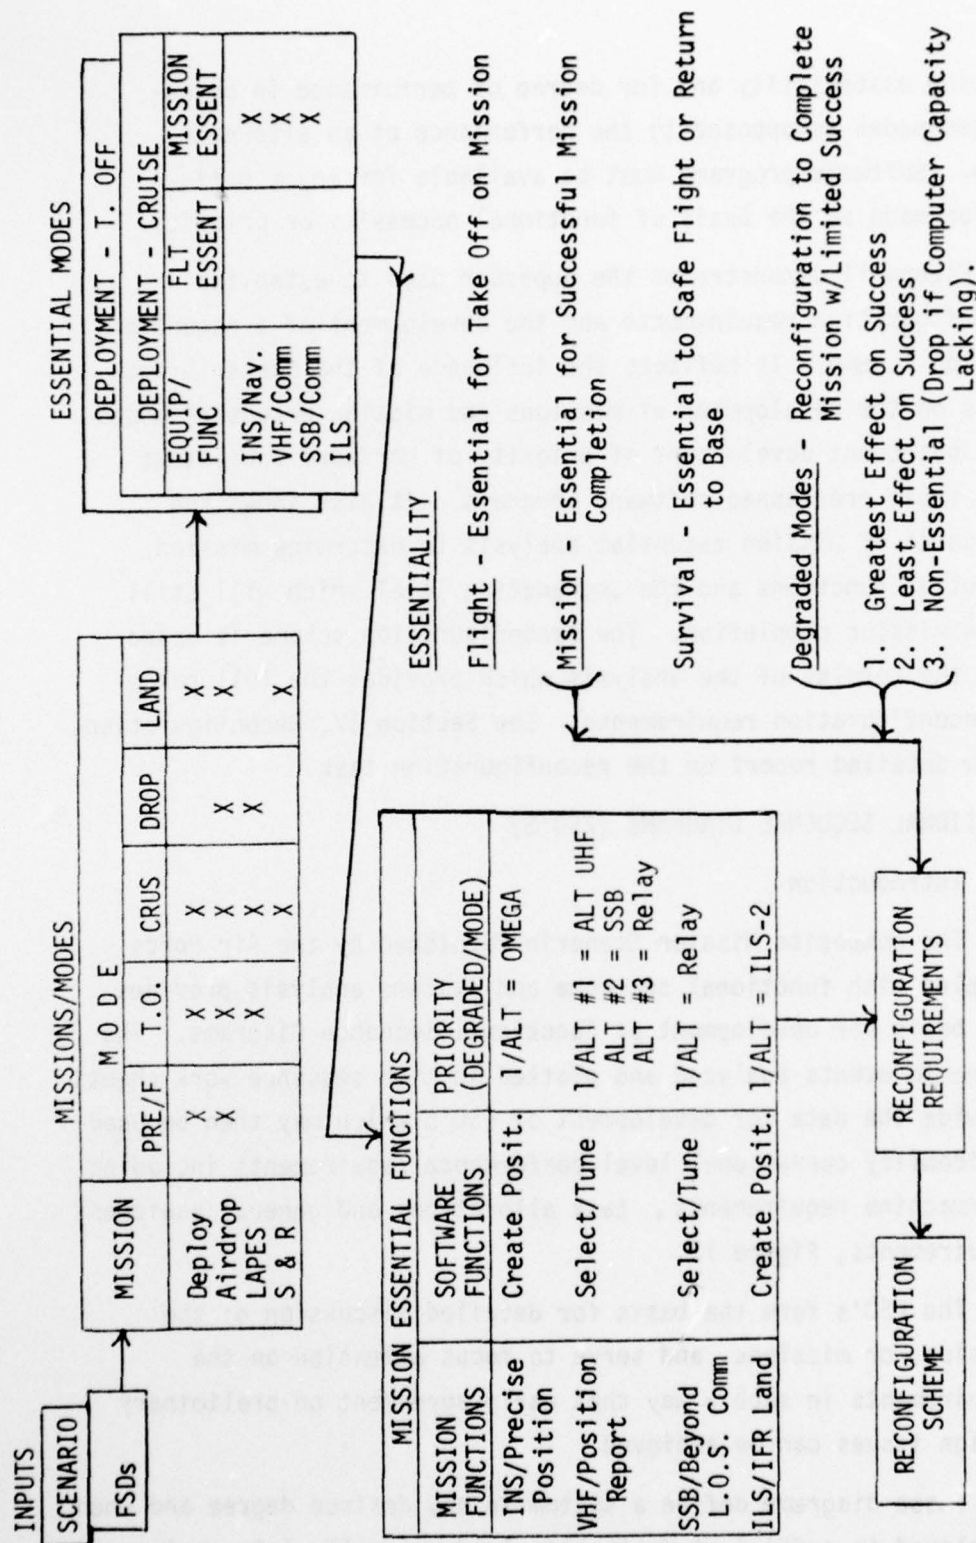 INPUTS
SCENARIO
FSDs
MISSIONS/MODES
M O D E
MISSION PRE/ T.O. CRUS DROP LAND
Deploy X X X X
Airdrop X X X X X
LAPES X X X
S & R X X
ESSENTIAL MODES
DEPLOYMENT - OFF
DEPLOYMENT - CRUISE
EQUIP/ FLT MISSION
FUNC ESSENT ESSENT
INS/Nav. X
VHF/Comm X
SSB/Comm X
ILS
MISSION ESSENTIAL FUNCTIONS
MISSION SOFTWARE PRIORITY
FUNCTIONS FUNCTIONS (DEGRADED/MODE)
INS/Precise Create Positn I/ALT = OMEGA
Position
VHF/Position Select/Tune 1/ALT #1 = ALT UHF
Report ALT #2 = SSB
ALT #3 = Relay
SSB/Beyond Select/Tune 1/ALT = Relay
L.O.S Comm
ILS/IFR Land Create Positn 1/ALT = ILS-2
ESSENTIALITY
Flight - Essential for Take Off on Mission
Mission - Essential for Successful Mission
Completion
Survival - Essential to Safe Flight Return
to Base
Degraded Modes - Reconfiguration to Complete
Mission w/Limited Success
1. Greatest Effect on Success
2. Least Effect on Success
3. Non-Essential (Drop if Computer Capacity
Lacking)
RECONFIGURATION
REQUIREMENTS
RECONFIGURATION
SCHEME